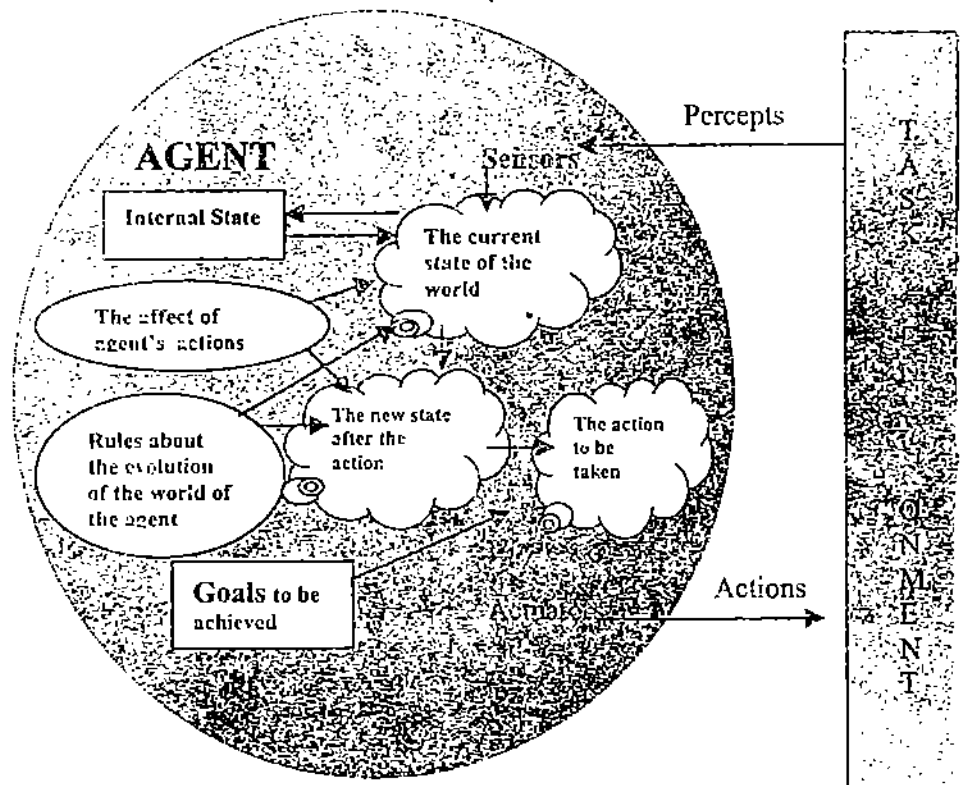 Percepts
AGENT
Sensors
Internal State
The current
state of the
world
The affect of
agent's actions
The new state
after the
action
The action
to be
taken
Rules about
the evolution
of the world of
the agent
Goals to be
achieved
Actions